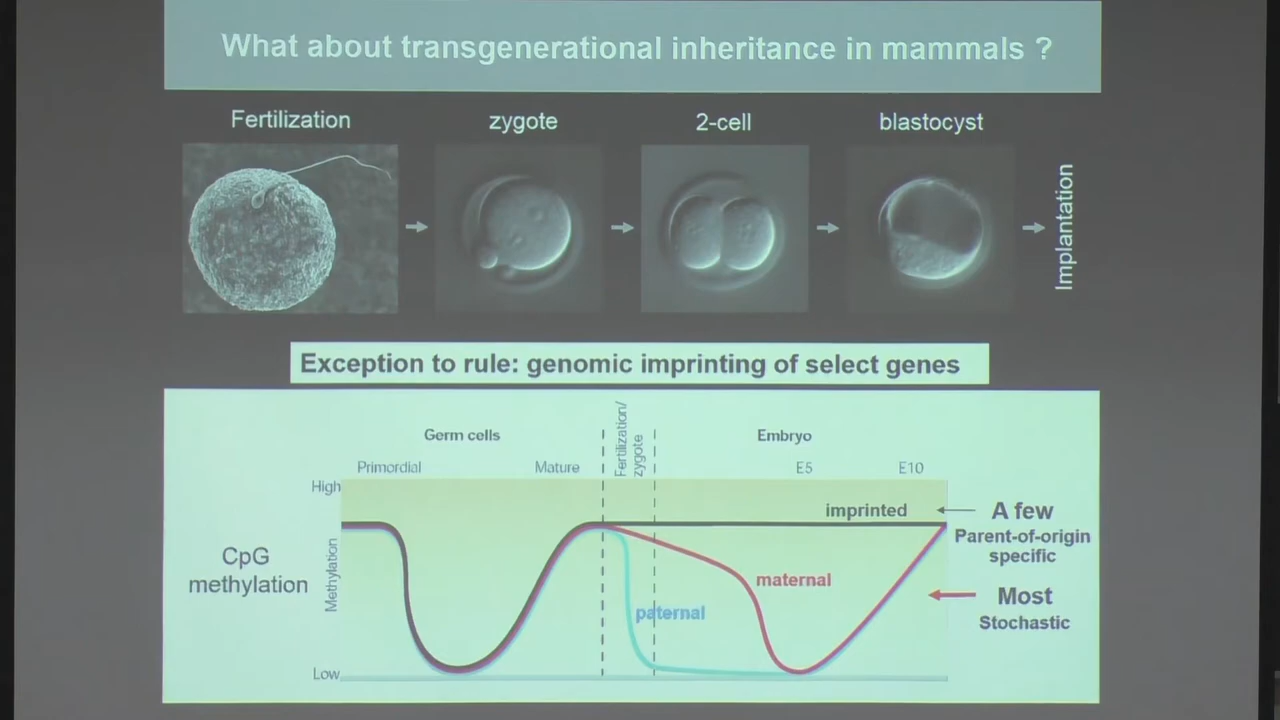 What about transgenerational inheritance in mammals ?
Fertilization
zygote
2-cell
blastocyst
Implantation
Exception to rule: genomic imprinting of select genes
Germ cells
Fertilization/
zygote
Embryo
Primordial
Mature
E5
E10
High
imprinted
A few
Parent-of-origin
specific
CpG
methylation
Methylation
maternal
paternal
Most
Stochastic
Low